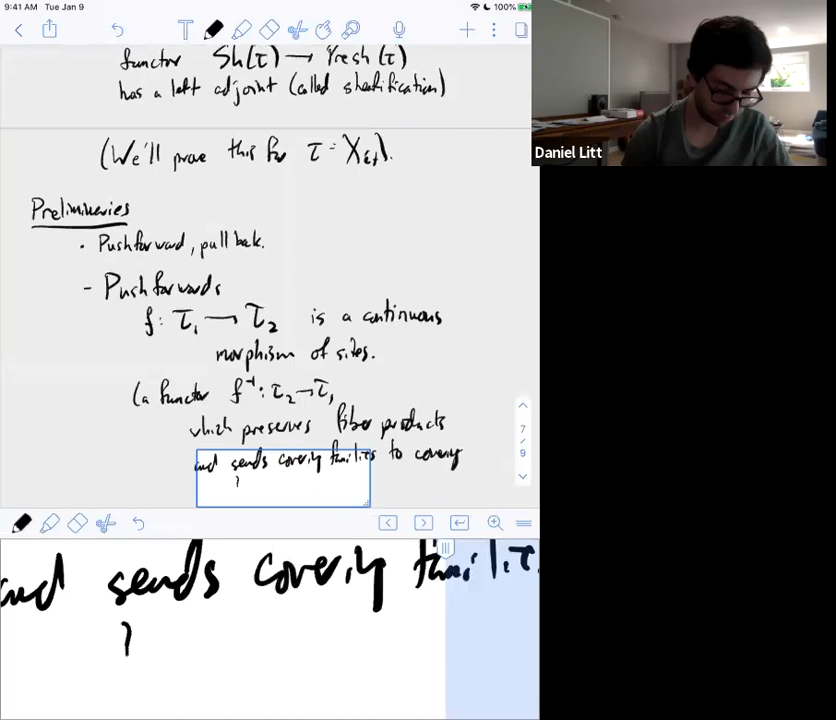 9:41 AM Tue Jan 9
100%
functor Sh(τ) → Presh(τ)
has a left adjoint (called sheafification)
(We'll prove this for τ = X_ét).
Preliminaries
· Pushforward, pullback.
- Pushforwards
f: τ₁ → τ₂ is a continuous
morphism of sites.
(a functor f⁻¹: τ₂ → τ₁
which preserves fiber products
and sends covering families to covering
7
9
and sends covering families
Daniel Litt